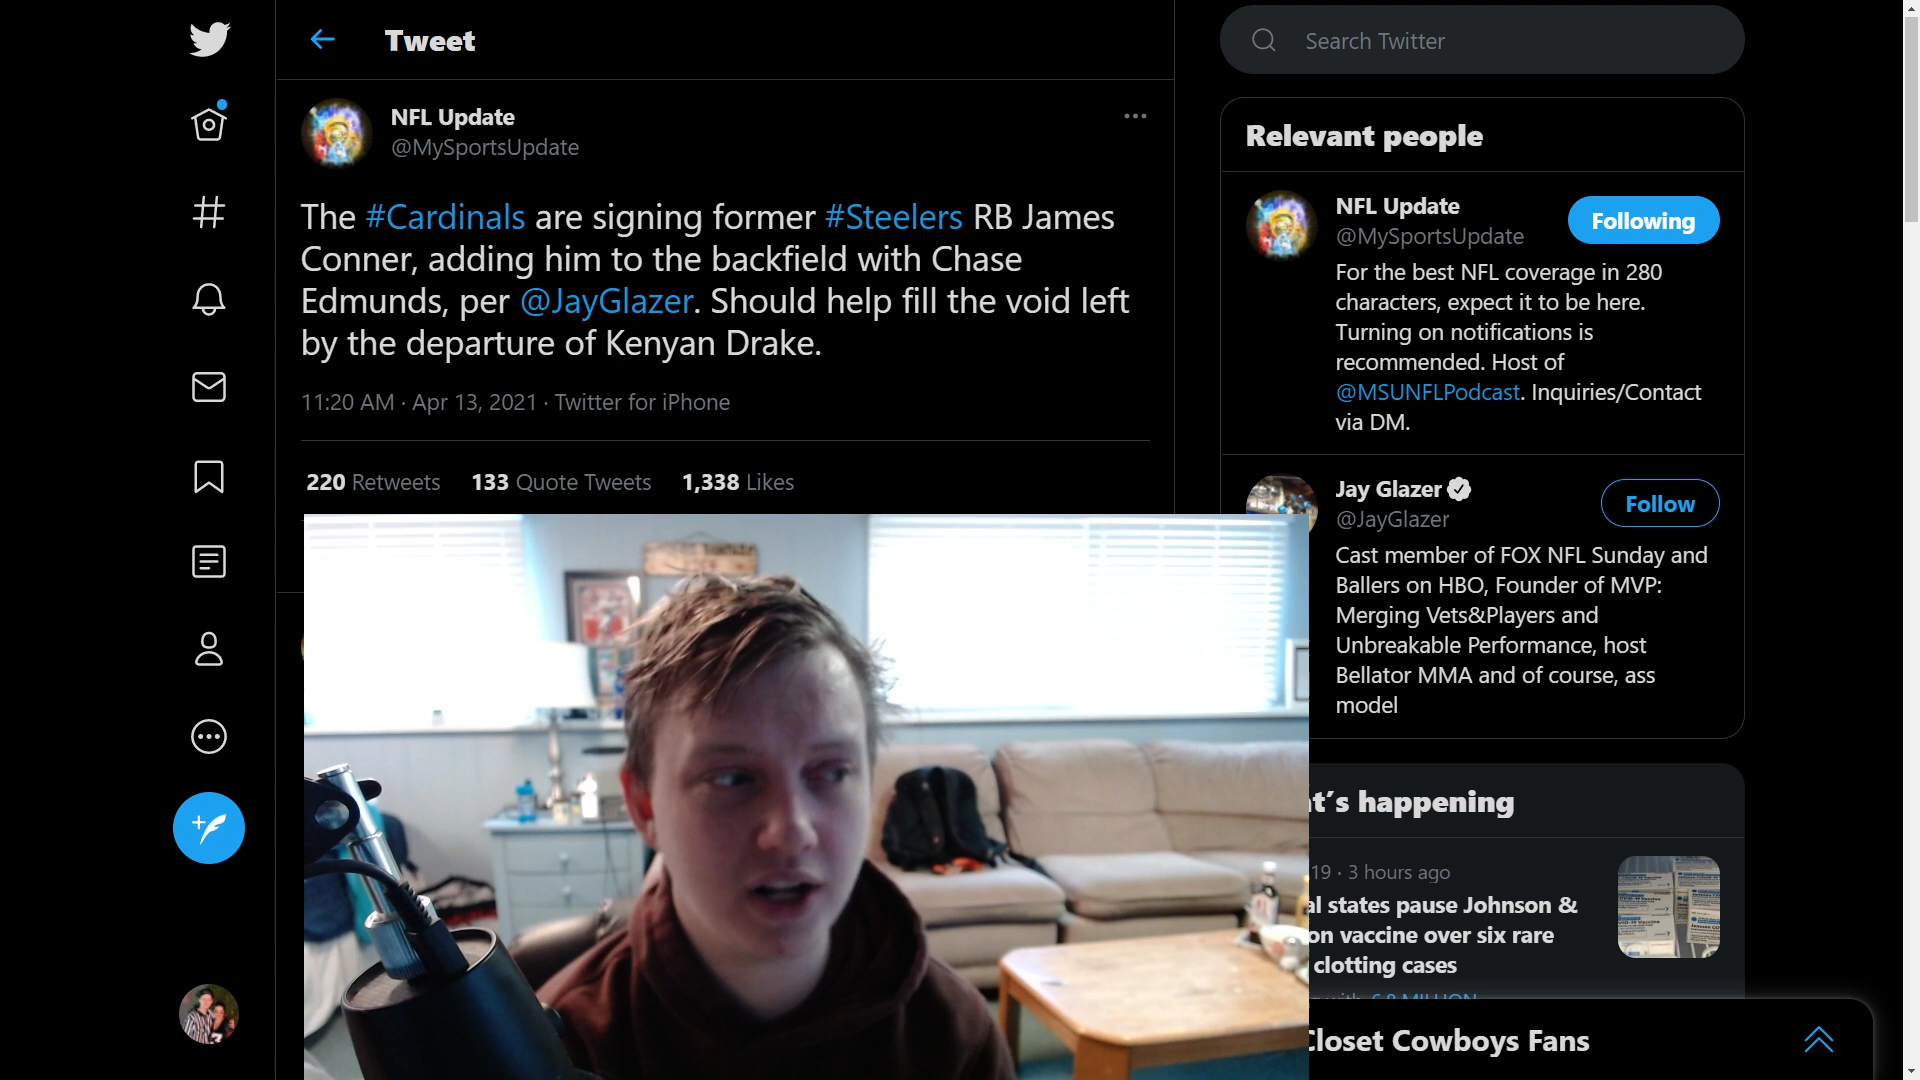 Tweet
NFL Update
@MySportsUpdate
The #Cardinals are signing former #Steelers RB James
Conner, adding him to the backfield with Chase
Edmunds, per @JayGlazer. Should help fill the void left
by the departure of Kenyan Drake.
11:20 AM · Apr 13, 2021 · Twitter for iPhone
220 Retweets 133 Quote Tweets 1,338 Likes
Search Twitter
Relevant people
NFL Update
@MySportsUpdate
Following
For the best NFL coverage in 280
characters, expect it to be here.
Turning on notifications is
recommended. Host of
@MSUNFLPodcast. Inquiries/Contact
via DM.
Jay Glazer
@JayGlazer
Follow
Cast member of FOX NFL Sunday and
Ballers on HBO, Founder of MVP:
Merging Vets&Players and
Unbreakable Performance, host
Bellator MMA and of course, ass
model
t's happening
19 · 3 hours ago
al states pause Johnson &
on vaccine over six rare
clotting cases
Closet Cowboys Fans